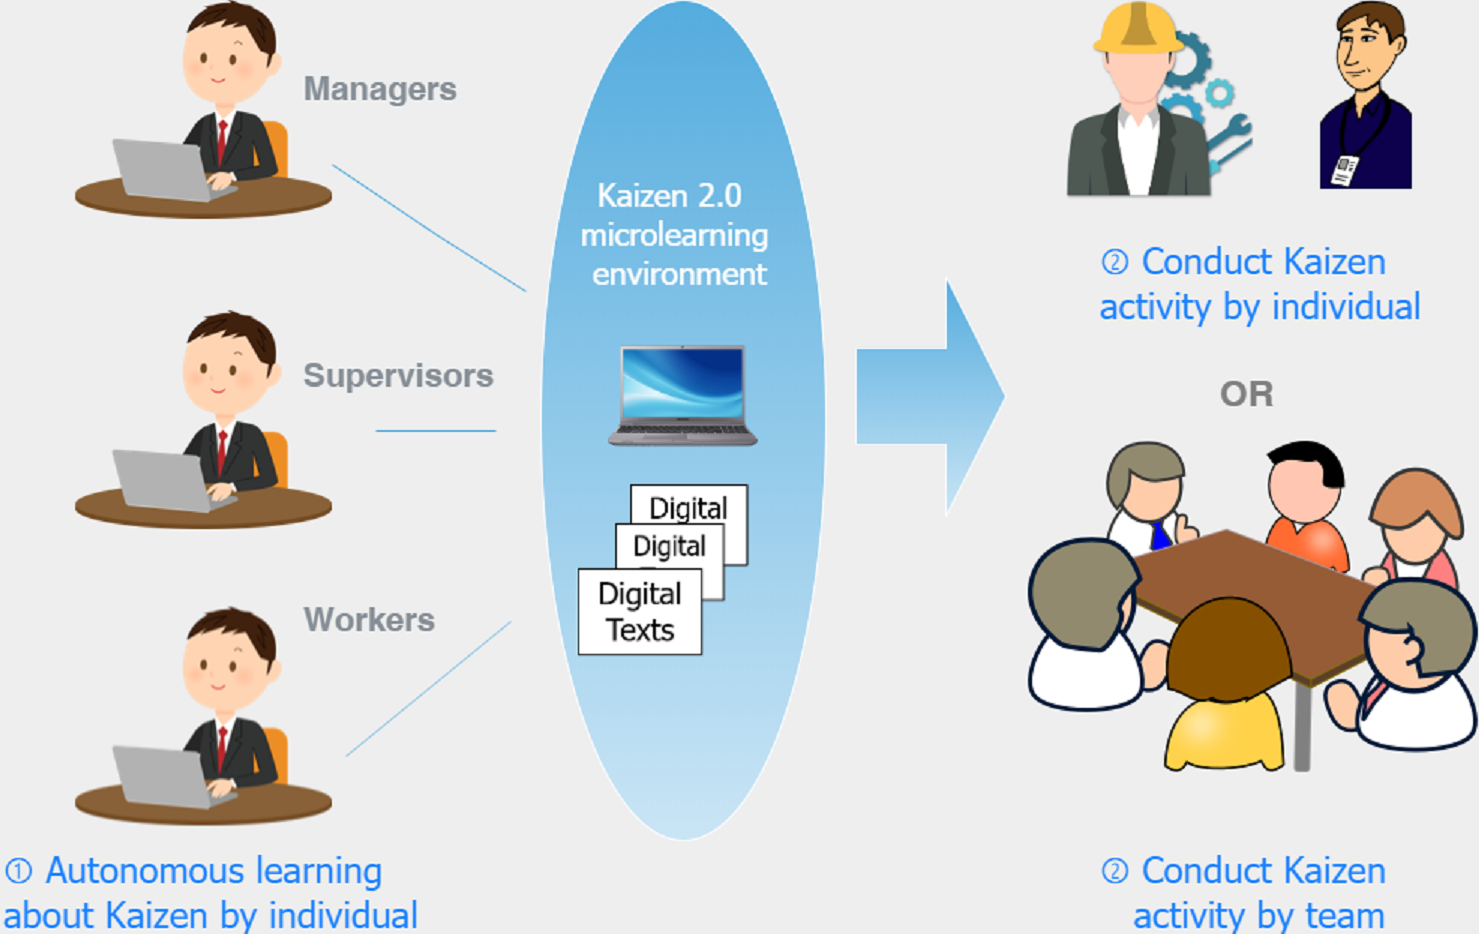 Managers
Supervisors
Workers
① Autonomous learning
about Kaizen by individual
Kaizen 2.0
microlearning
environment
Digital
Digital
Digital
Texts
② Conduct Kaizen
activity by individual
OR
② Conduct Kaizen
activity by team